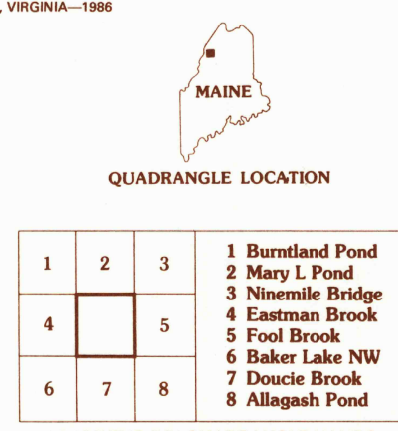 , VIRGINIA—1986
MAINE
QUADRANGLE LOCATION
1 2 3
4 5
6 7 8
1 Burntland Pond
2 Mary L Pond
3 Ninemile Bridge
4 Eastman Brook
5 Fool Brook
6 Baker Lake NW
7 Doucie Brook
8 Allagash Pond